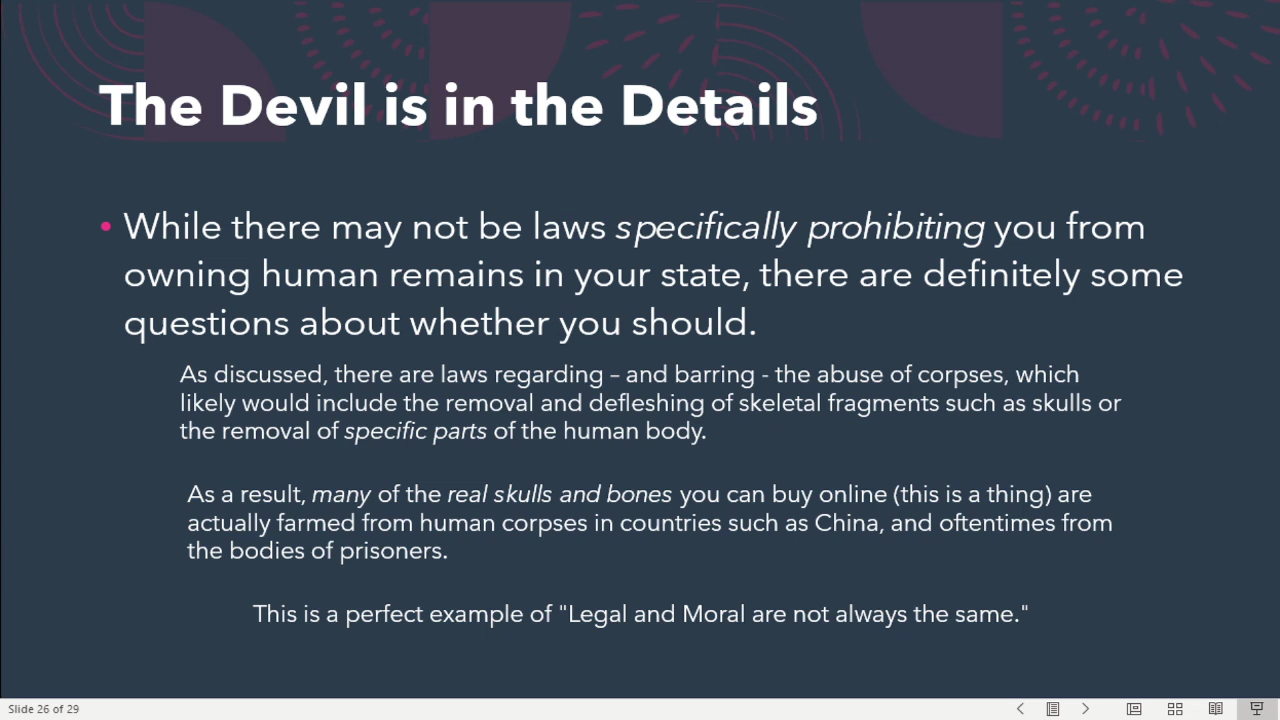 The Devil is in the Details
• While there may not be laws specifically prohibiting you from
owning human remains in your state, there are definitely some
questions about whether you should.
As discussed, there are laws regarding – and barring - the abuse of corpses, which
likely would include the removal and defleshing of skeletal fragments such as skulls or
the removal of specific parts of the human body.
As a result, many of the real skulls and bones you can buy online (this is a thing) are
actually farmed from human corpses in countries such as China, and oftentimes from
the bodies of prisoners.
This is a perfect example of "Legal and Moral are not always the same."
Slide 26 of 29